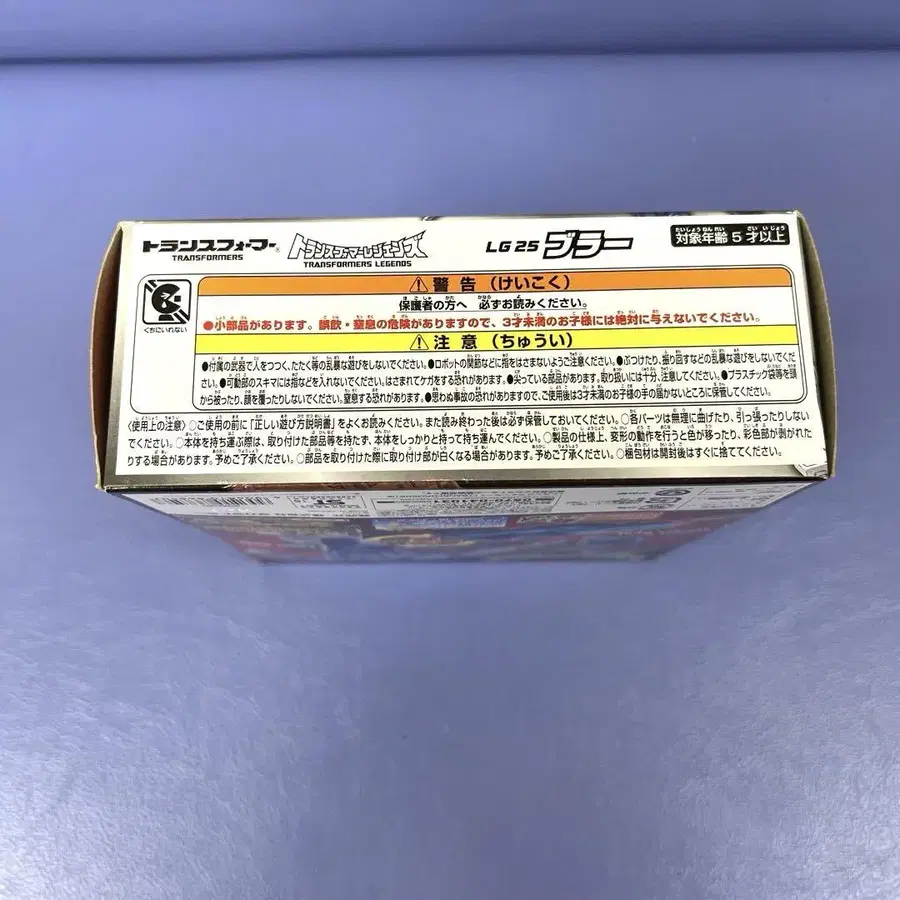 トランスフォーマー
TRANSFORMERS
トランスフォーマーレジェンズ
TRANSFORMERS LEGENDS
LG 25 ブラー
対象年齢 5 才以上
くちにいれない
警告（けいこく）
保護者の方へ 必ずお読みください。
●小部品があります。誤飲・窒息の危険がありますので、3才未満のお子様には絶対に与えないでください。
注意（ちゅうい）
●付属の武器で人をつつく、たたく等の乱暴な遊びをしないでください。●ロボットの関節などに指をはさまないようご注意ください。●ぶつけたり、振り回すなどの乱暴な遊びをしないでく
ださい。●可動部のスキマには指などを入れないでください。はさまれてケガをする恐れがあります。●尖っている部品があります。取り扱いには十分、注意してください。●プラスチック袋等を頭
から被ったり、顔を覆ったりしないでください。窒息する恐れがあります。●思わぬ事故の恐れがありますので、ご使用後は3才未満のお子様の手の届かないところに保管してください。
〈使用上の注意〉○ご使用の前に「正しい遊び方説明書」をよくお読みください。また読み終わった後は必ず保管してください。○各パーツは無理に曲げたり、引っ張ったりしない
でください。○本体を持ち運ぶ際は、取り付けた部品等を持たず、本体をしっかりと持って持ち運んでください。○製品の仕様上、変形の動作を行うと色が移ったり、彩色部が剥がれた
りする場合があります。予めご了承ください。○部品を取り付けた際に取り付け部が白くなる場合があります。予めご了承ください。○梱包材は開封後はすぐに捨ててください。
ST